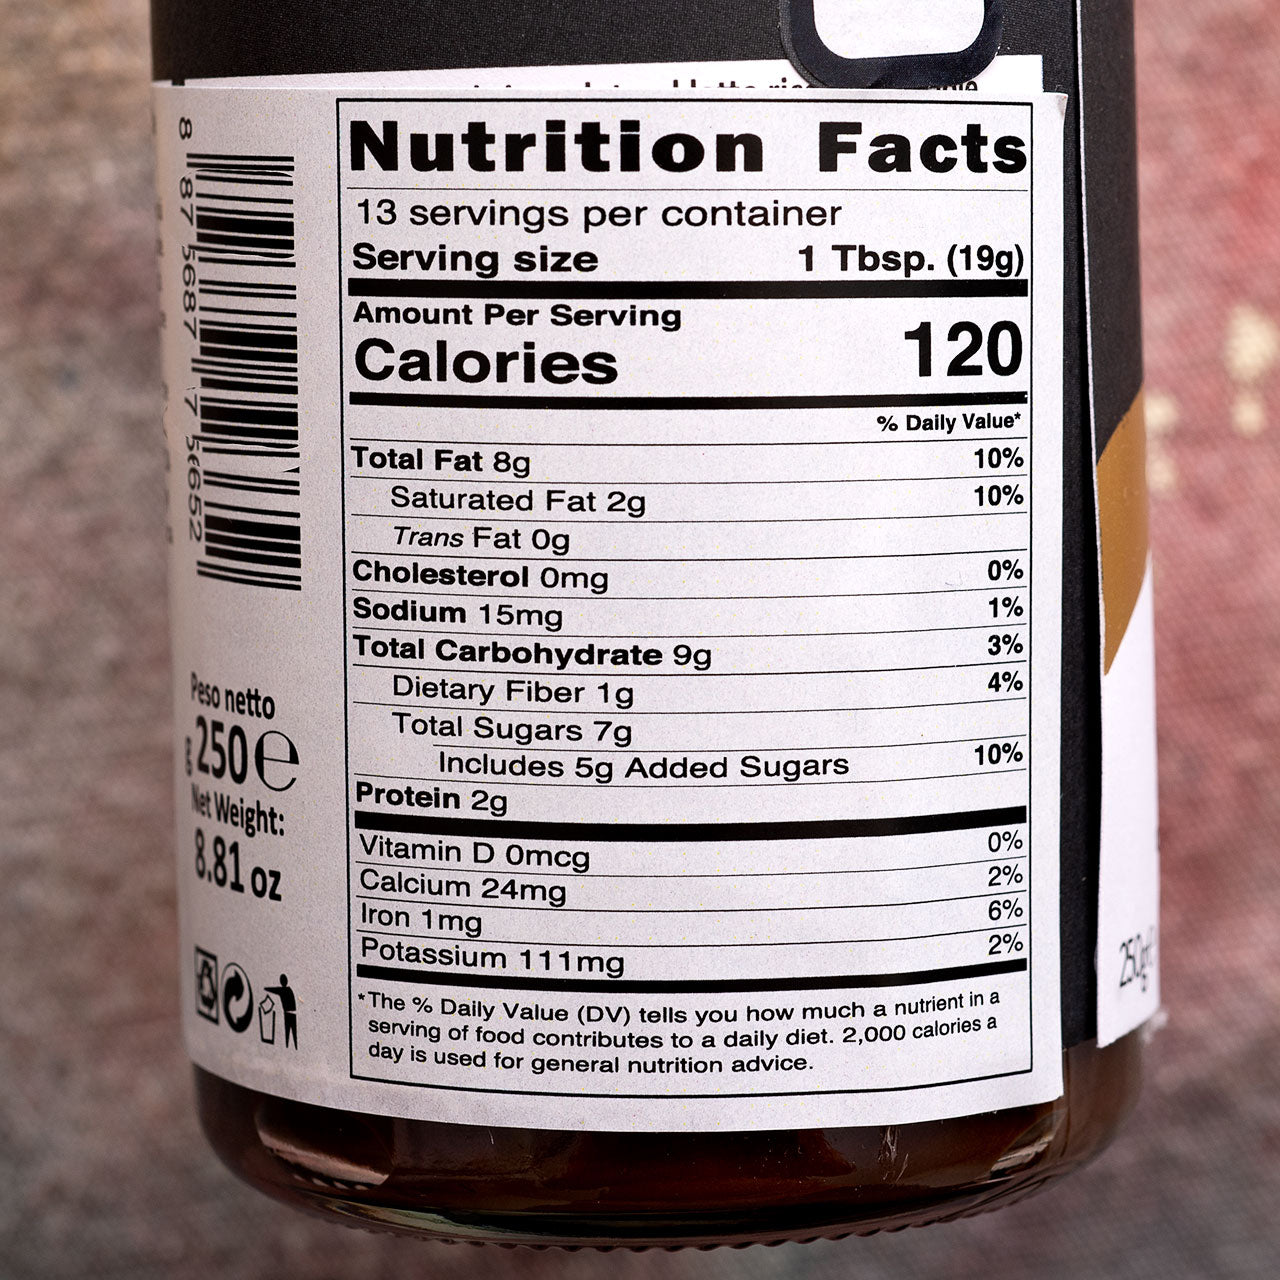 Nutrition Facts
13 servings per container
Serving size 1 Tbsp. (19g)
Amount Per Serving
Calories 120
% Daily Value*
Total Fat 8g 10%
Saturated Fat 2g 10%
Trans Fat 0g
Cholesterol 0mg 0%
Sodium 15mg 1%
Total Carbohydrate 9g 3%
Dietary Fiber 1g 4%
Total Sugars 7g
Includes 5g Added Sugars 10%
Protein 2g
Vitamin D 0mcg 0%
Calcium 24mg 2%
Iron 1mg 6%
Potassium 111mg 2%
*The % Daily Value (DV) tells you how much a nutrient in a
serving of food contributes to a daily diet. 2,000 calories a
day is used for general nutrition advice.
Peso netto
250 ℮
Net Weight:
8.81 oz